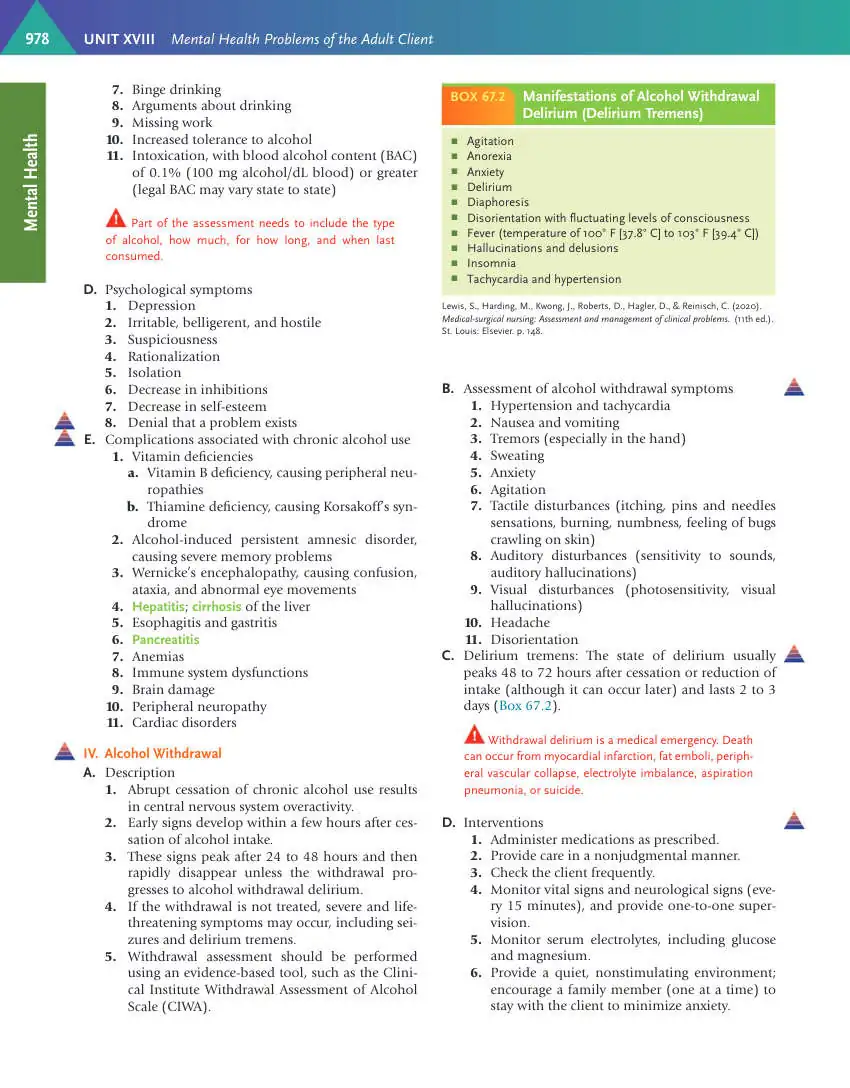 978 UNIT XVIII Mental Health Problems of the Adult Client
Mental Health
7. Binge drinking
8. Arguments about drinking
9. Missing work
10. Increased tolerance to alcohol
11. Intoxication, with blood alcohol content (BAC)
of 0.1% (100 mg alcohol/dL blood) or greater
(legal BAC may vary state to state)
Part of the assessment needs to include the type
of alcohol, how much, for how long, and when last
consumed.
D. Psychological symptoms
1. Depression
2. Irritable, belligerent, and hostile
3. Suspiciousness
4. Rationalization
5. Isolation
6. Decrease in inhibitions
7. Decrease in self-esteem
8. Denial that a problem exists
E. Complications associated with chronic alcohol use
1. Vitamin deficiencies
a. Vitamin B deficiency, causing peripheral neu-
ropathies
b. Thiamine deficiency, causing Korsakoff's syn-
drome
2. Alcohol-induced persistent amnesic disorder,
causing severe memory problems
3. Wernicke's encephalopathy, causing confusion,
ataxia, and abnormal eye movements
4. Hepatitis; cirrhosis of the liver
5. Esophagitis and gastritis
6. Pancreatitis
7. Anemias
8. Immune system dysfunctions
9. Brain damage
10. Peripheral neuropathy
11. Cardiac disorders
IV. Alcohol Withdrawal
A. Description
1. Abrupt cessation of chronic alcohol use results
in central nervous system overactivity.
2. Early signs develop within a few hours after ces-
sation of alcohol intake.
3. These signs peak after 24 to 48 hours and then
rapidly disappear unless the withdrawal pro-
gresses to alcohol withdrawal delirium.
4. If the withdrawal is not treated, severe and life-
threatening symptoms may occur, including sei-
zures and delirium tremens.
5. Withdrawal assessment should be performed
using an evidence-based tool, such as the Clini-
cal Institute Withdrawal Assessment of Alcohol
Scale (CIWA).
BOX 67.2 Manifestations of Alcohol Withdrawal
Delirium (Delirium Tremens)
■ Agitation
■ Anorexia
■ Anxiety
■ Delirium
■ Diaphoresis
■ Disorientation with fluctuating levels of consciousness
■ Fever (temperature of 100° F [37.8° C] to 103° F [39.4° C])
■ Hallucinations and delusions
■ Insomnia
■ Tachycardia and hypertension
Lewis, S., Harding, M., Kwong, J., Roberts, D., Hagler, D., & Reinisch, C. (2020).
Medical-surgical nursing: Assessment and management of clinical problems. (11th ed.).
St. Louis: Elsevier. p. 148.
B. Assessment of alcohol withdrawal symptoms
1. Hypertension and tachycardia
2. Nausea and vomiting
3. Tremors (especially in the hand)
4. Sweating
5. Anxiety
6. Agitation
7. Tactile disturbances (itching, pins and needles
sensations, burning, numbness, feeling of bugs
crawling on skin)
8. Auditory disturbances (sensitivity to sounds,
auditory hallucinations)
9. Visual disturbances (photosensitivity, visual
hallucinations)
10. Headache
11. Disorientation
C. Delirium tremens: The state of delirium usually
peaks 48 to 72 hours after cessation or reduction of
intake (although it can occur later) and lasts 2 to 3
days (Box 67.2).
Withdrawal delirium is a medical emergency. Death
can occur from myocardial infarction, fat emboli, periph-
eral vascular collapse, electrolyte imbalance, aspiration
pneumonia, or suicide.
D. Interventions
1. Administer medications as prescribed.
2. Provide care in a nonjudgmental manner.
3. Check the client frequently.
4. Monitor vital signs and neurological signs (eve-
ry 15 minutes), and provide one-to-one super-
vision.
5. Monitor serum electrolytes, including glucose
and magnesium.
6. Provide a quiet, nonstimulating environment;
encourage a family member (one at a time) to
stay with the client to minimize anxiety.